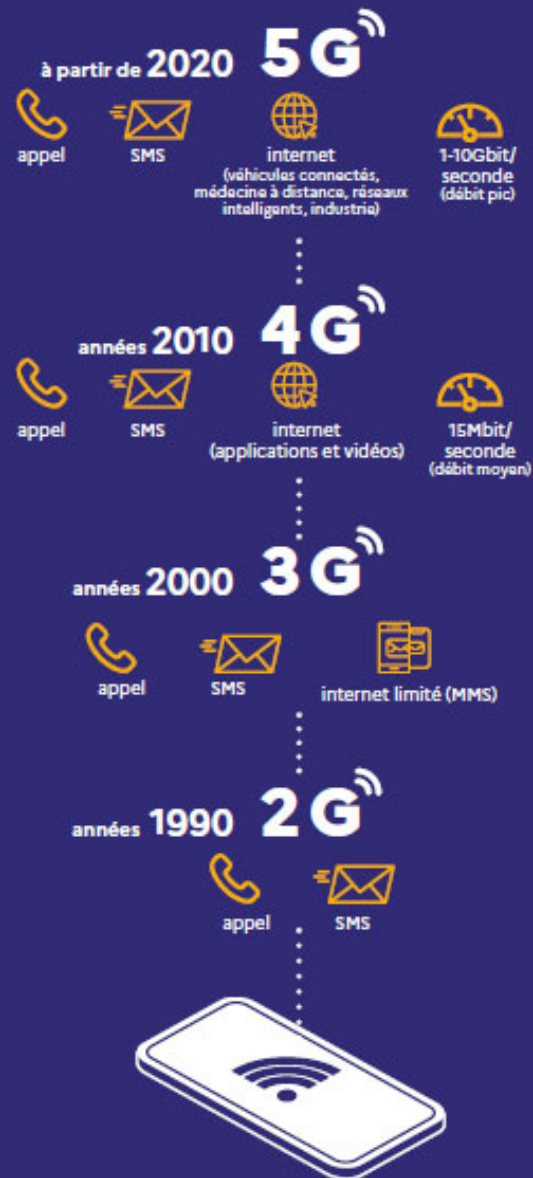 à partir de 2020 5G
appel
SMS
internet
(véhicules connectés,
médecine à distance, réseaux
intelligents, industrie)
1-10Gbit/
seconde
(débit pic)
années 2010 4G
appel
SMS
internet
(applications et vidéos)
15Mbit/
seconde
(débit moyen)
années 2000 3G
appel
SMS
internet limité (MMS)
années 1990 2G
appel
SMS